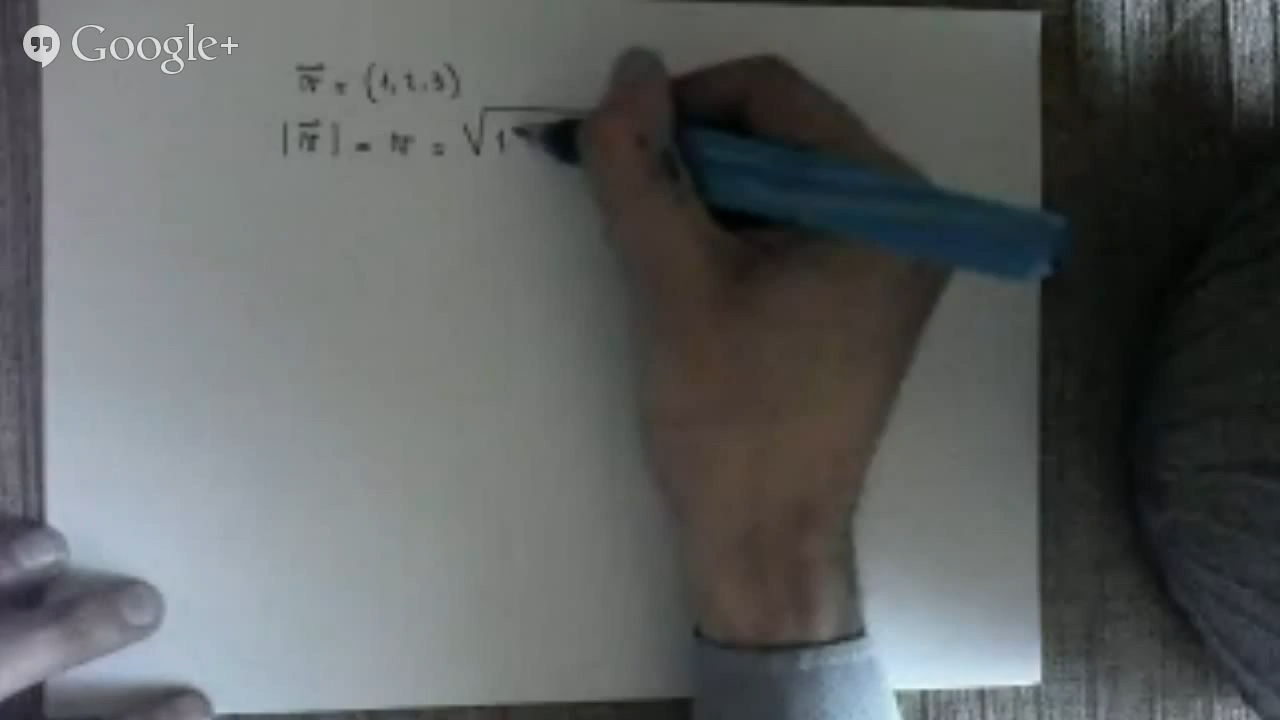 Google+
v⃗ = (1, 2, 3)
|v⃗| = v = √1